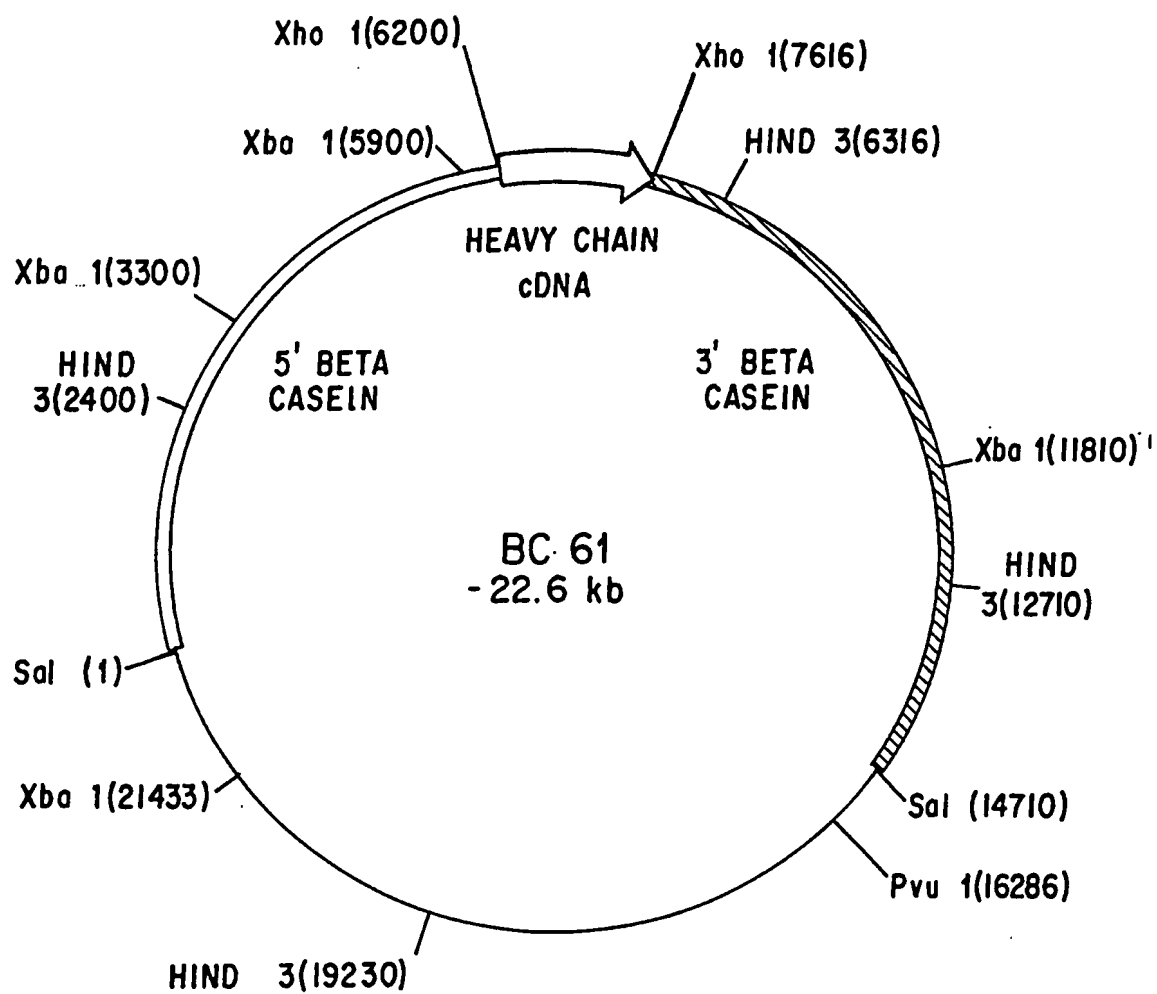 Xho 1(6200)
Xho 1(7616)
Xba 1(5900)
HIND 3(6316)
HEAVY CHAIN
cDNA
Xba 1(3300)
HIND
3(2400)
5' BETA
CASEIN
3' BETA
CASEIN
Xba 1(11810)
BC 61
-22.6 kb
HIND
3(12710)
Sal (1)
Xba 1(21433)
Sal (14710)
Pvu 1(16286)
HIND 3(19230)